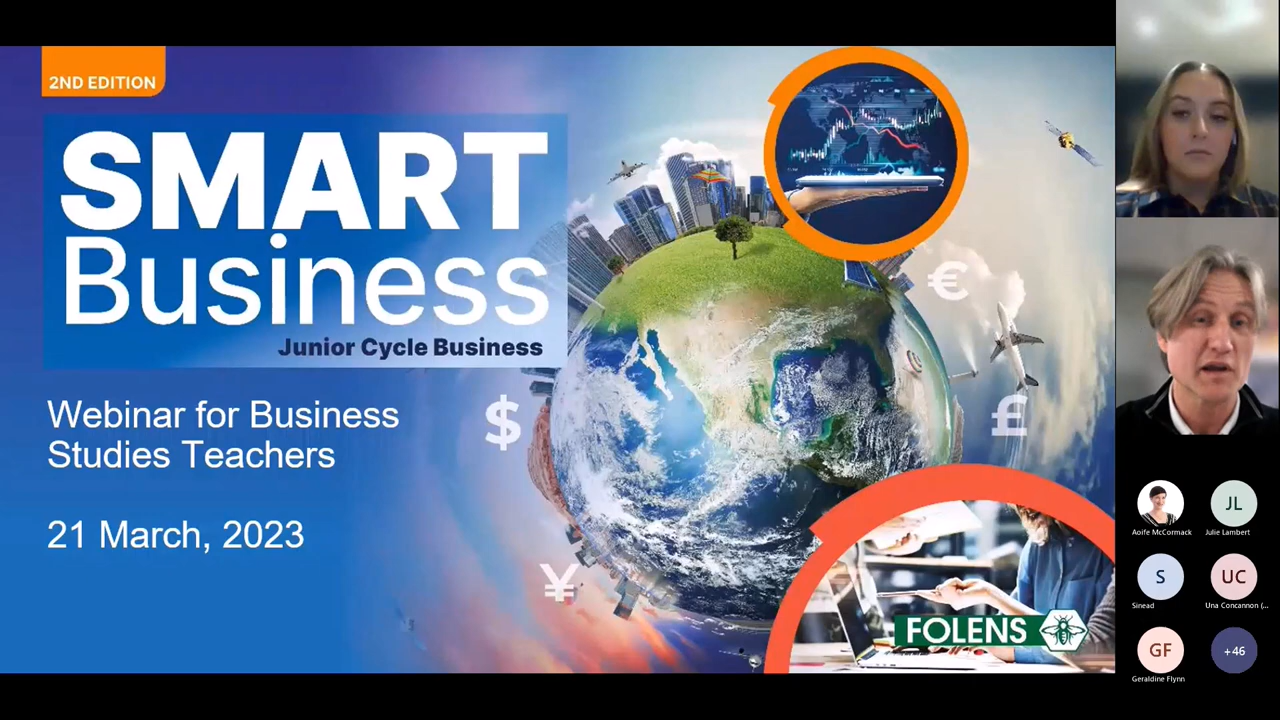 2ND EDITION
SMART
Business
Junior Cycle Business
Webinar for Business
Studies Teachers
21 March, 2023
$
€
£
¥
FOLENS
Aoife McCormack
JL
Julie Lambert
S
Sinead
UC
Una Concannon (...
GF
Geraldine Flynn
+46